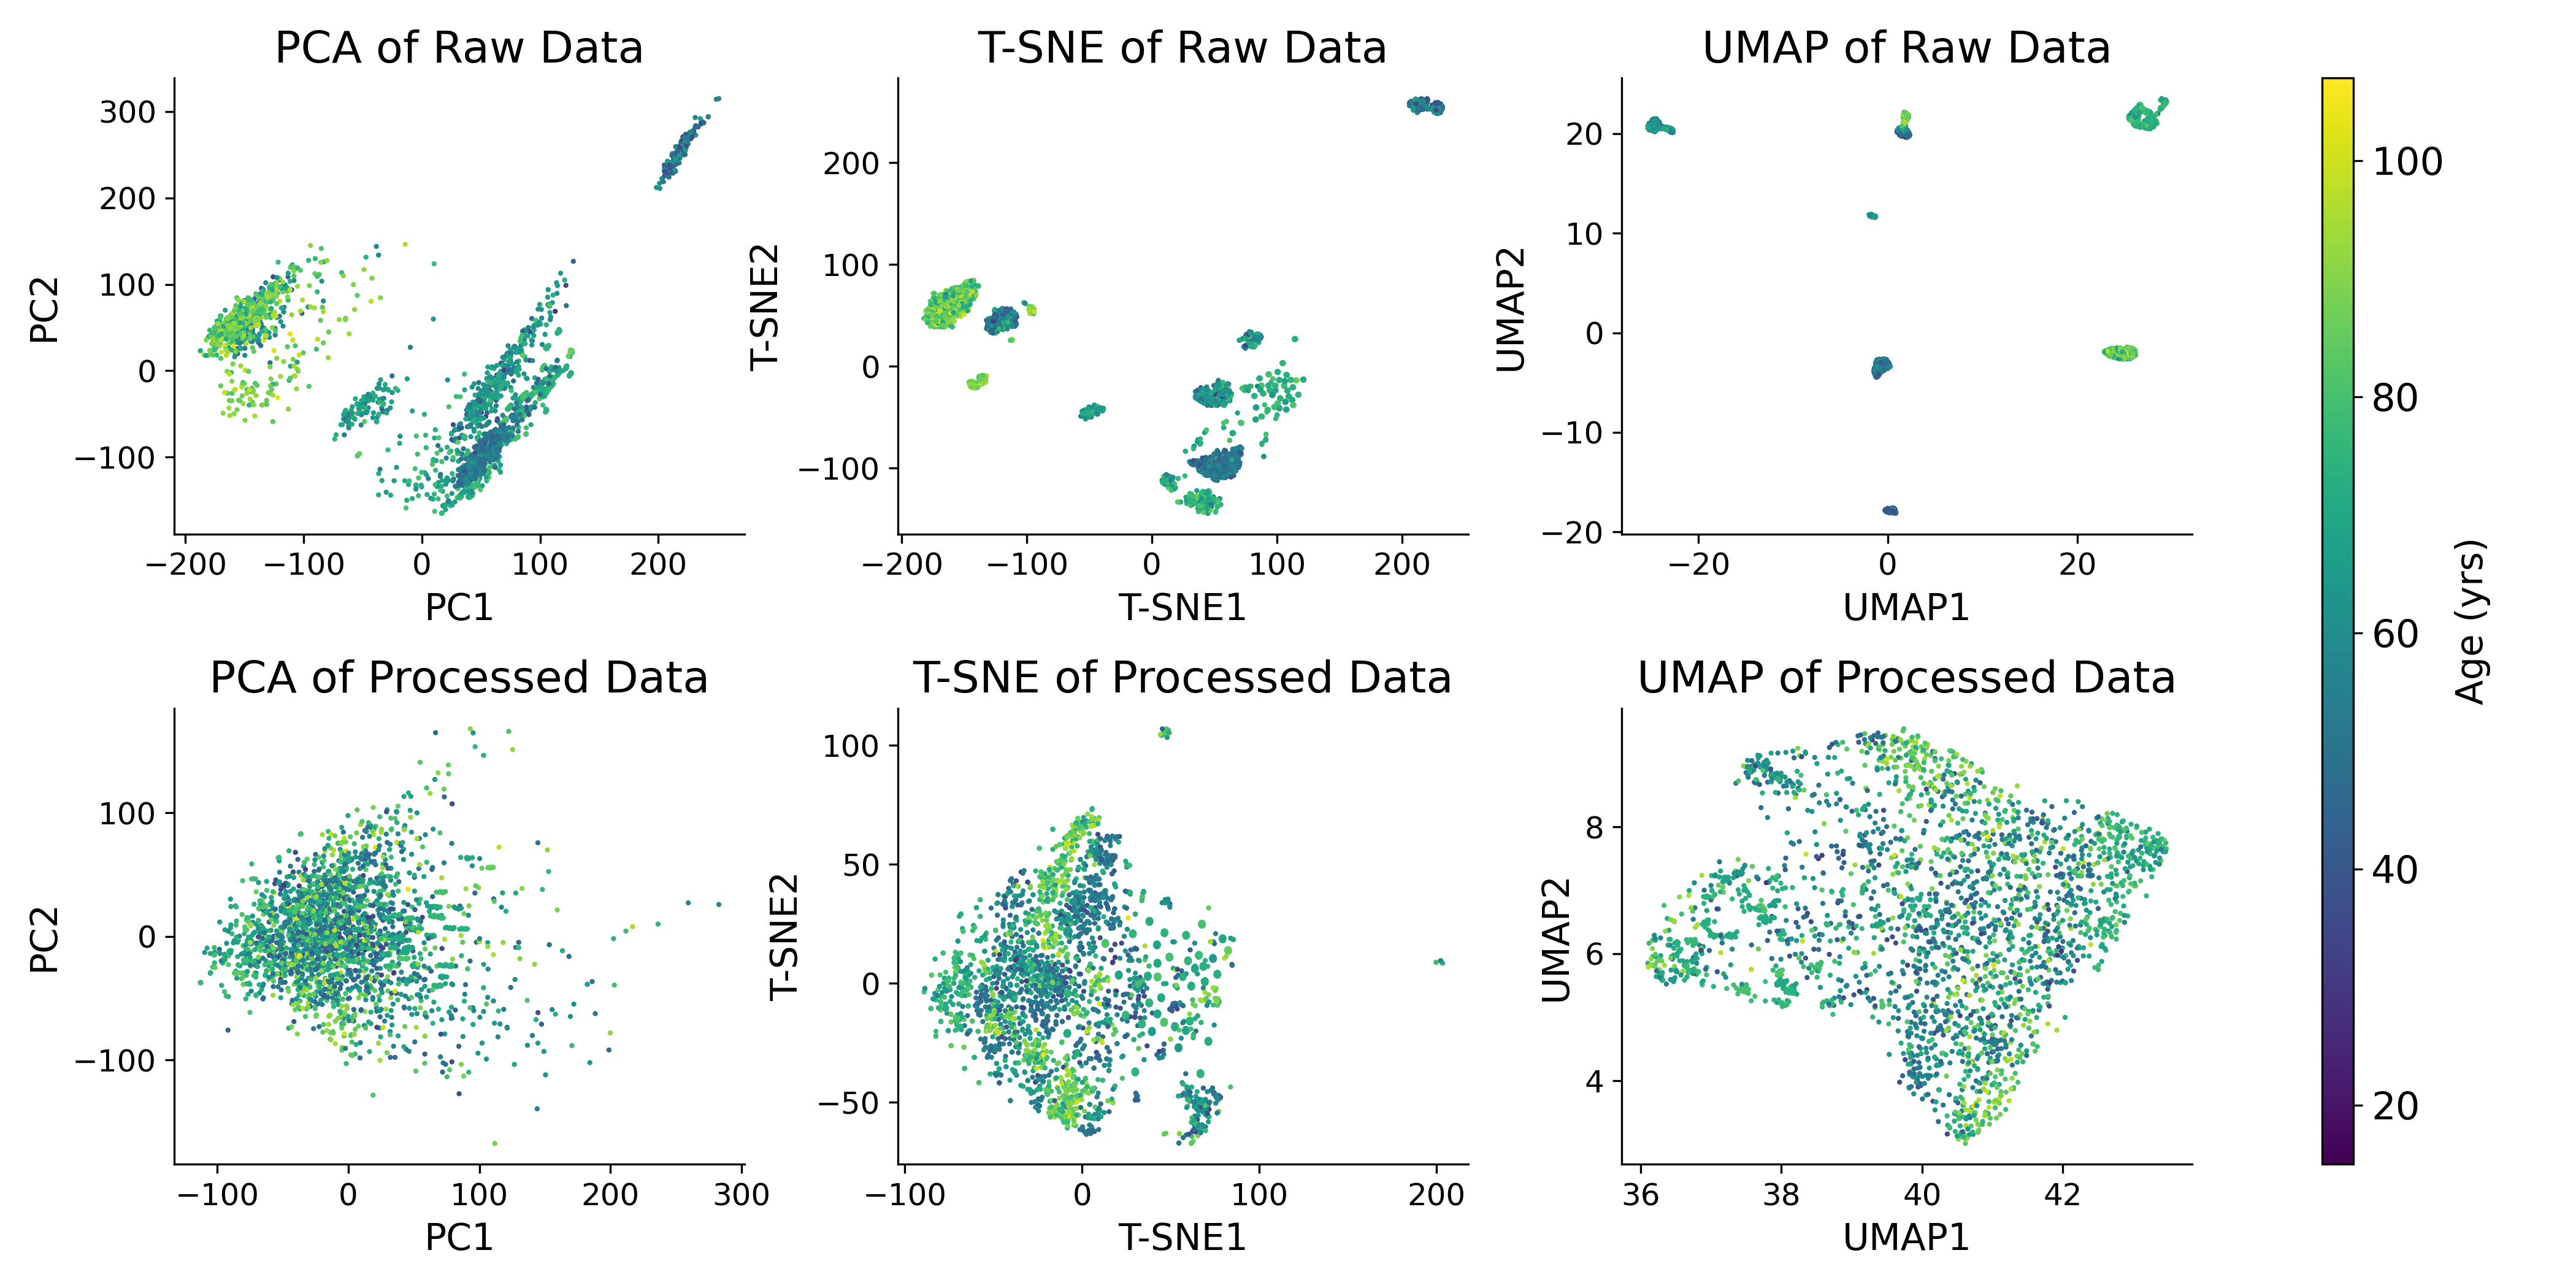 PCA of Raw Data
300
200
100
0
−100
PC2
−200
−100
0
100
200
PC1
T-SNE of Raw Data
200
100
0
−100
T-SNE2
−200
−100
0
100
200
T-SNE1
UMAP of Raw Data
20
10
0
−10
−20
UMAP2
−20
0
20
UMAP1
PCA of Processed Data
100
0
−100
PC2
−100
0
100
200
300
PC1
T-SNE of Processed Data
100
50
0
−50
T-SNE2
−100
0
100
200
T-SNE1
UMAP of Processed Data
8
6
4
UMAP2
36
38
40
42
UMAP1
100
80
60
40
20
Age (yrs)